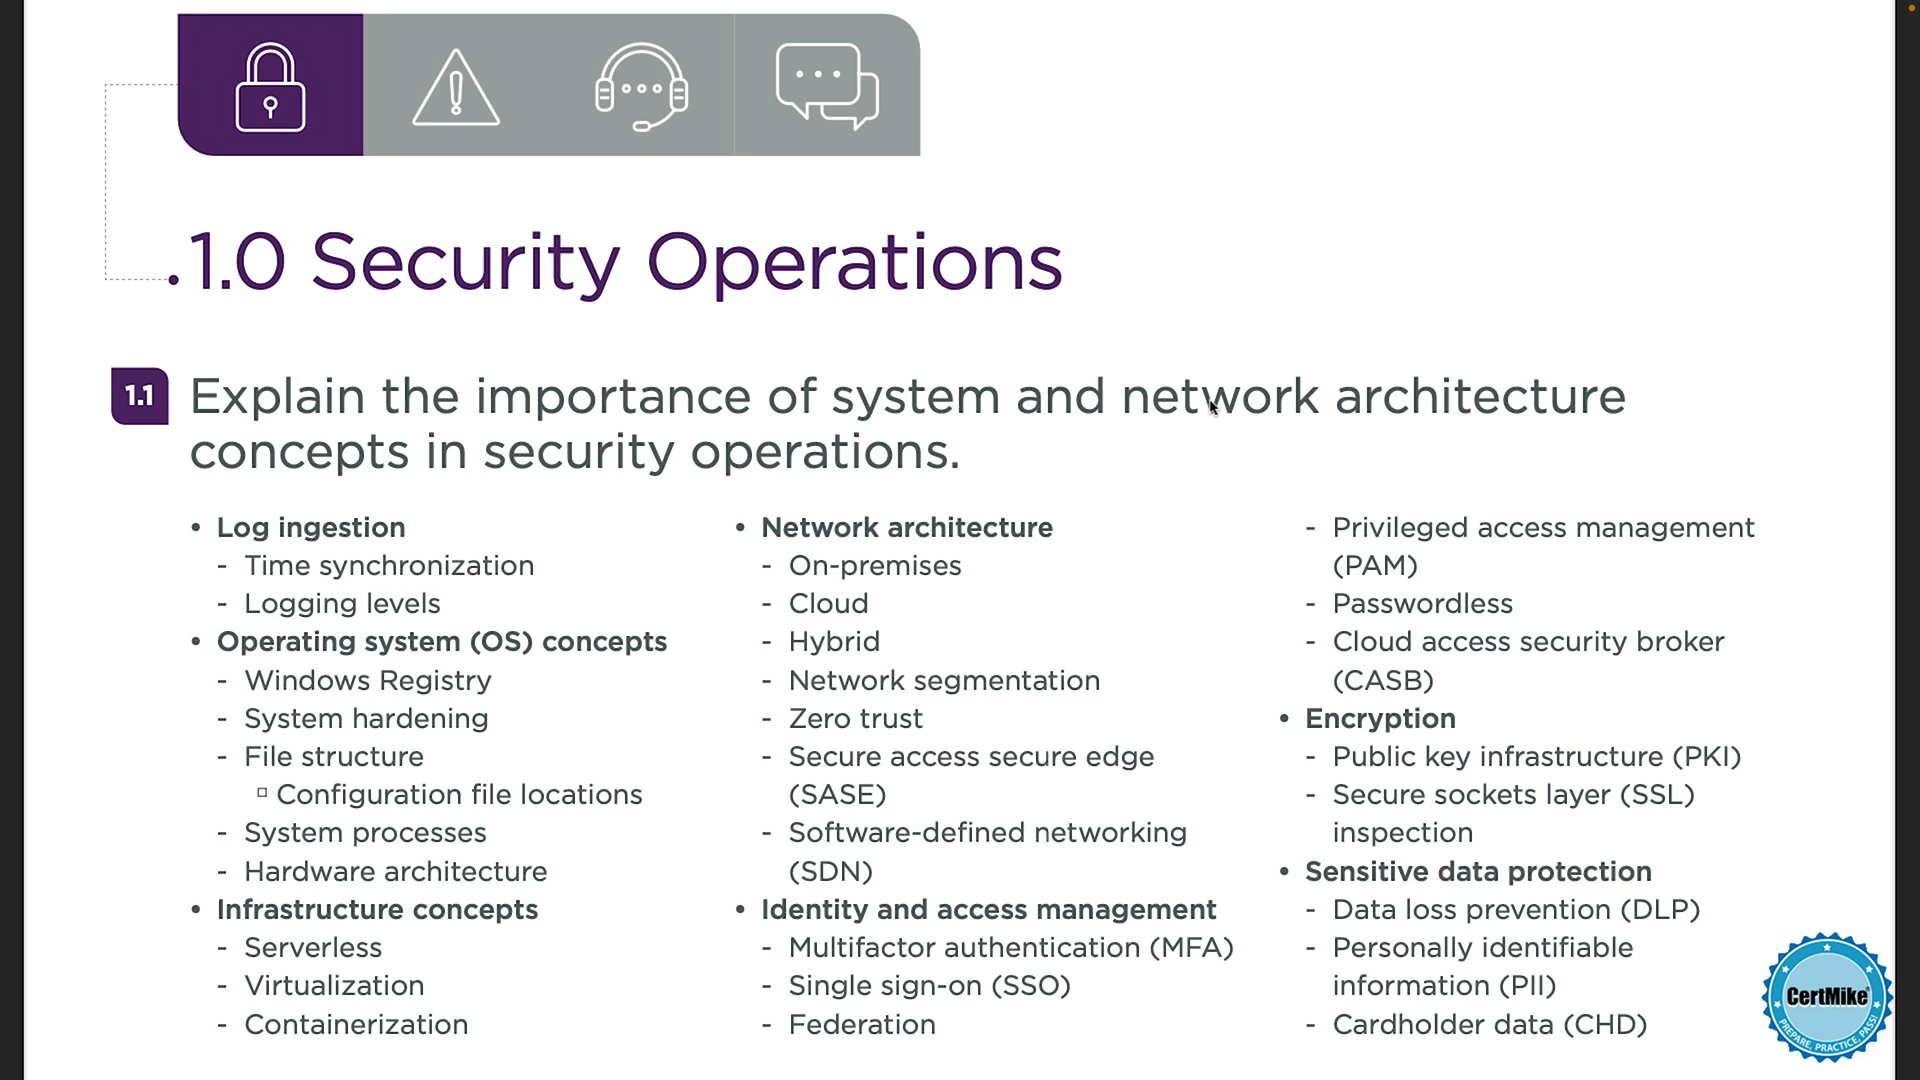 1.0 Security Operations
1.1
Explain the importance of system and network architecture
concepts in security operations.
• Log ingestion
- Time synchronization
- Logging levels
• Operating system (OS) concepts
- Windows Registry
- System hardening
- File structure
▫ Configuration file locations
- System processes
- Hardware architecture
• Infrastructure concepts
- Serverless
- Virtualization
- Containerization
• Network architecture
- On-premises
- Cloud
- Hybrid
- Network segmentation
- Zero trust
- Secure access secure edge
(SASE)
- Software-defined networking
(SDN)
• Identity and access management
- Multifactor authentication (MFA)
- Single sign-on (SSO)
- Federation
- Privileged access management
(PAM)
- Passwordless
- Cloud access security broker
(CASB)
• Encryption
- Public key infrastructure (PKI)
- Secure sockets layer (SSL)
inspection
• Sensitive data protection
- Data loss prevention (DLP)
- Personally identifiable
information (PII)
- Cardholder data (CHD)
CertMike®
PREPARE, PRACTICE, PASS!